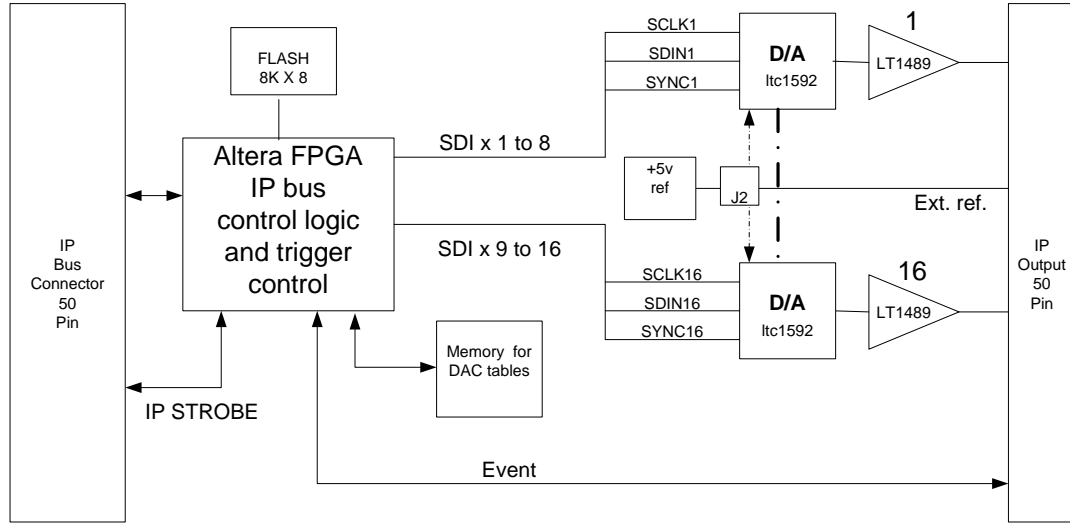 IP
Bus
Connector
50
Pin
FLASH
8K X 8
Altera FPGA
IP bus
control logic
and trigger
control
IP STROBE
Memory for
DAC tables
Event
SDI x 1 to 8
SDI x 9 to 16
SCLK1
SDIN1
SYNC1
D/A
ltc1592
1
LT1489
+5v
ref
J2
Ext. ref.
SCLK16
SDIN16
SYNC16
D/A
ltc1592
16
LT1489
IP
Output
50
Pin